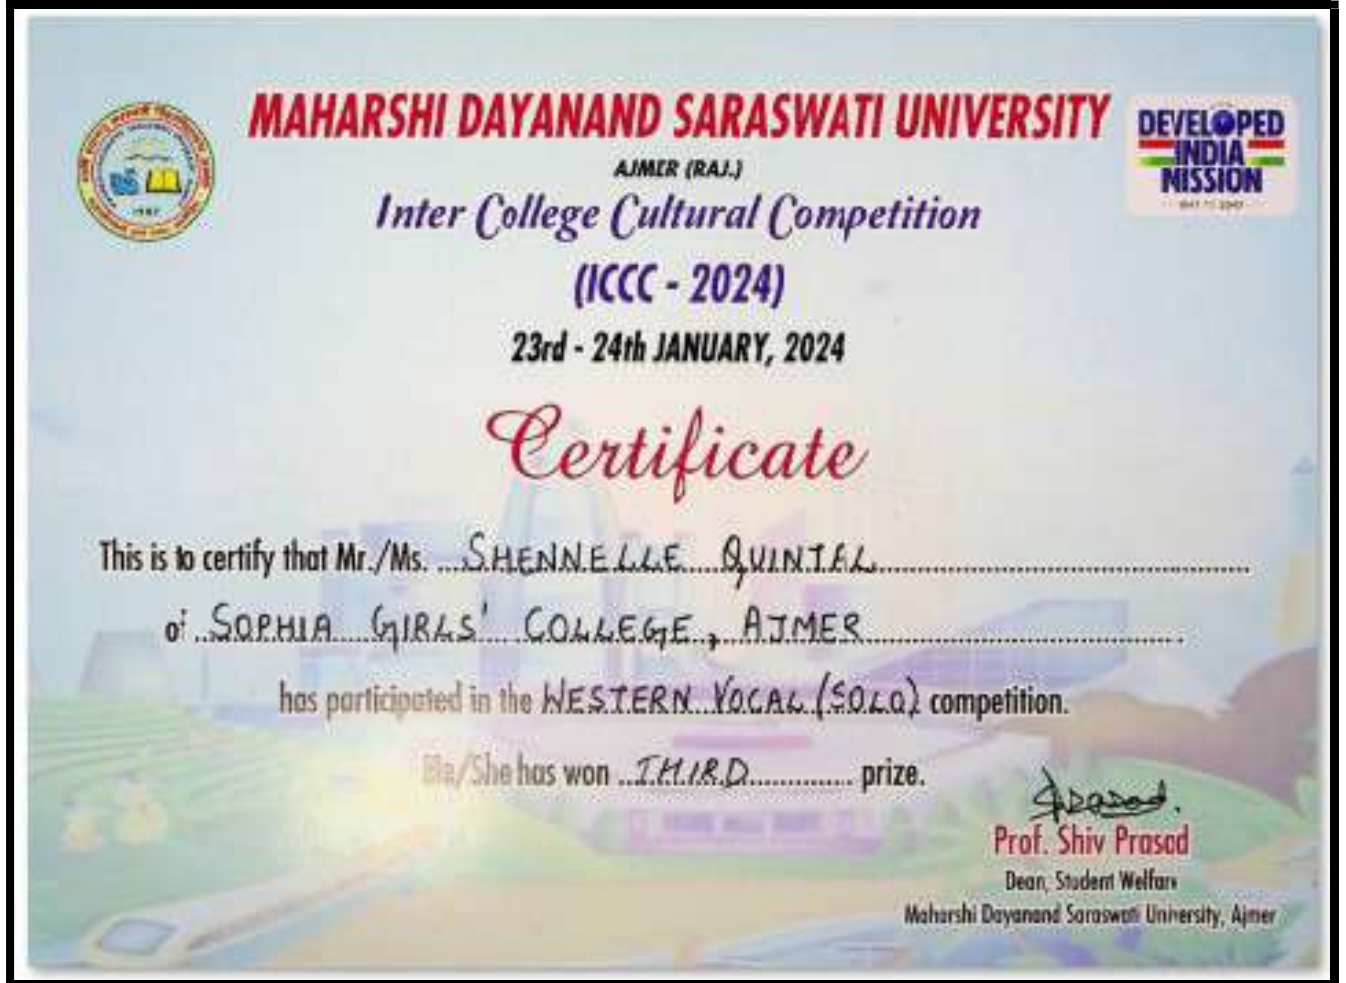 MAHARSHI DAYANAND SARASWATI UNIVERSITY
AJMER (RAJ.)
Inter College Cultural Competition
(ICCC - 2024)
23rd - 24th JANUARY, 2024
DEVELOPED
INDIA
MISSION
1987
Certificate
This is to certify that Mr./Ms. SHENNELLE QUINTAL
of SOPHIA GIRLS' COLLEGE, AJMER
has participated in the WESTERN VOCAL (SOLO) competition.
He/She has won THIRD prize.
Prof. Shiv Prasad
Dean, Student Welfare
Maharshi Dayanand Saraswati University, Ajmer